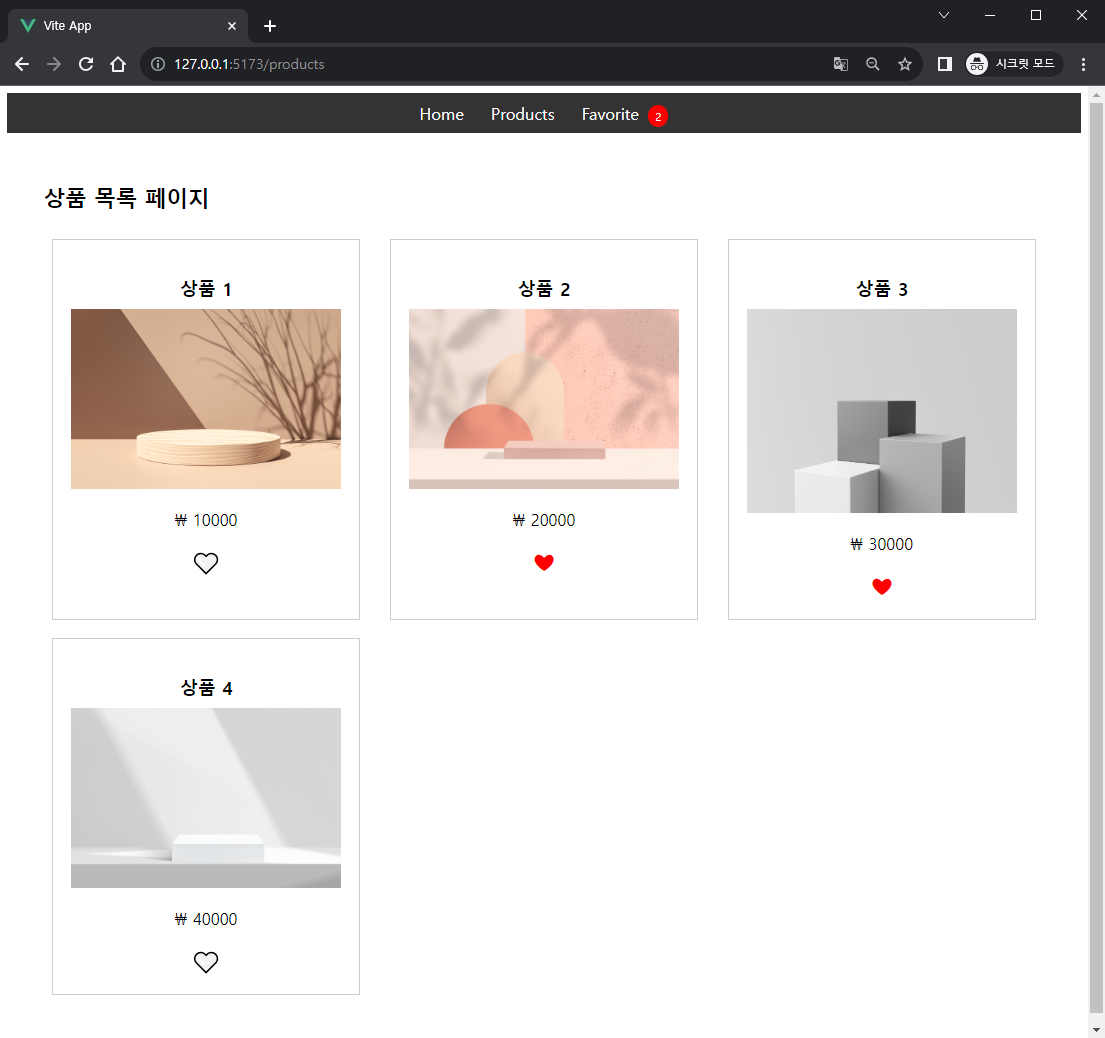 Vite App
127.0.0.1:5173/products
시크릿 모드
Home Products Favorite 2
상품 목록 페이지
상품 1
₩ 10000
상품 2
₩ 20000
상품 3
₩ 30000
상품 4
₩ 40000